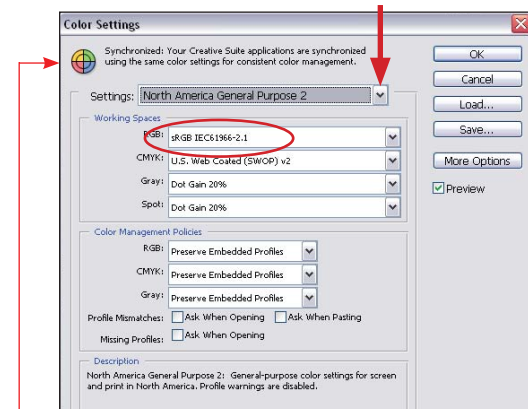 Color Settings
Synchronized: Your Creative Suite applications are synchronized
using the same color settings for consistent color management.
Settings: North America General Purpose 2
Working Spaces
RGB: sRGB IEC61966-2.1
CMYK: U.S. Web Coated (SWOP) v2
Gray: Dot Gain 20%
Spot: Dot Gain 20%
Color Management Policies
RGB: Preserve Embedded Profiles
CMYK: Preserve Embedded Profiles
Gray: Preserve Embedded Profiles
Profile Mismatches: Ask When Opening Ask When Pasting
Missing Profiles: Ask When Opening
Description
North America General Purpose 2: General-purpose color settings for screen
and print in North America. Profile warnings are disabled.
OK
Cancel
Load...
Save...
More Options
Preview